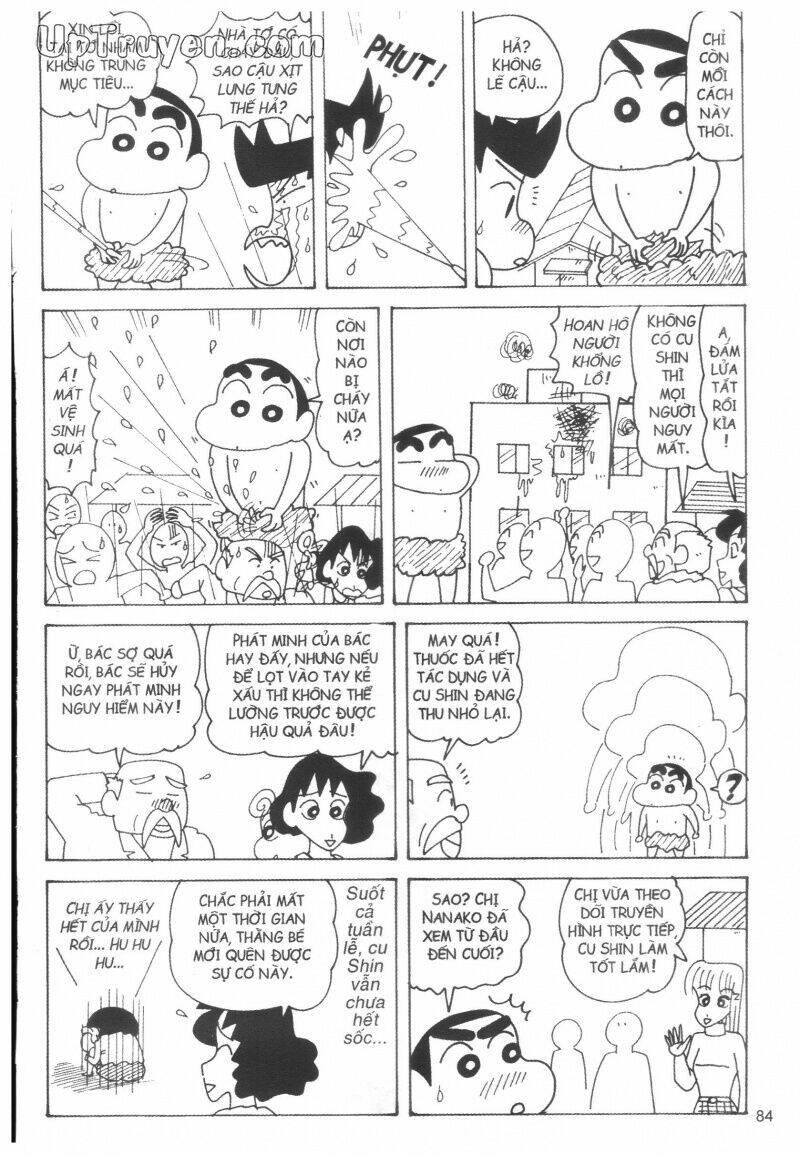 CHỈ
CÒN
MỖI
CÁCH
NÀY
THÔI.
HẢ?
KHÔNG
LẼ CẬU...
PHỤT!
NHÀ TỚ CÓ
SAO CẬU XỊT
LUNG TUNG
THẾ HẢ?
XIN LỖI
KHÔNG TRÚNG
MỤC TIÊU...
UpTruyen.com
A,
ĐÁM
LỬA
TẮT
RỒI
KÌA!
KHÔNG
CÓ CU
SHIN
THÌ
MỌI
NGƯỜI
NGUY
MẤT.
HOAN HÔ
NGƯỜI
KHỔNG
LỒ!
CÒN
NƠI
NÀO
BỊ
CHÁY
NỮA
Ạ?
Á!
MẤT
VỆ
SINH
QUÁ
!
MAY QUÁ!
THUỐC ĐÃ HẾT
TÁC DỤNG VÀ
CU SHIN ĐANG
THU NHỎ LẠI.
?
PHÁT MINH CỦA BÁC
HAY ĐẤY, NHƯNG NẾU
ĐỂ LỌT VÀO TAY KẺ
XẤU THÌ KHÔNG THỂ
LƯỜNG TRƯỚC ĐƯỢC
HẬU QUẢ ĐÂU!
Ừ, BÁC SỢ QUÁ
RỒI, BÁC SẼ HỦY
NGAY PHÁT MINH
NGUY HIỂM NÀY!
CHỊ VỪA THEO
DÕI TRUYỀN
HÌNH TRỰC TIẾP,
CU SHIN LÀM
TỐT LẮM!
SAO? CHỊ
NANAKO ĐÃ
XEM TỪ ĐẦU
ĐẾN CUỐI?
Suốt
cả
tuần
lễ, cu
Shin
vẫn
chưa
hết
sốc...
CHẮC PHẢI MẤT
MỘT THỜI GIAN
NỮA, THẰNG BÉ
MỚI QUÊN ĐƯỢC
SỰ CỐ NÀY.
CHỊ ẤY THẤY
HẾT CỦA MÌNH
RỒI... HU HU
HU...
84